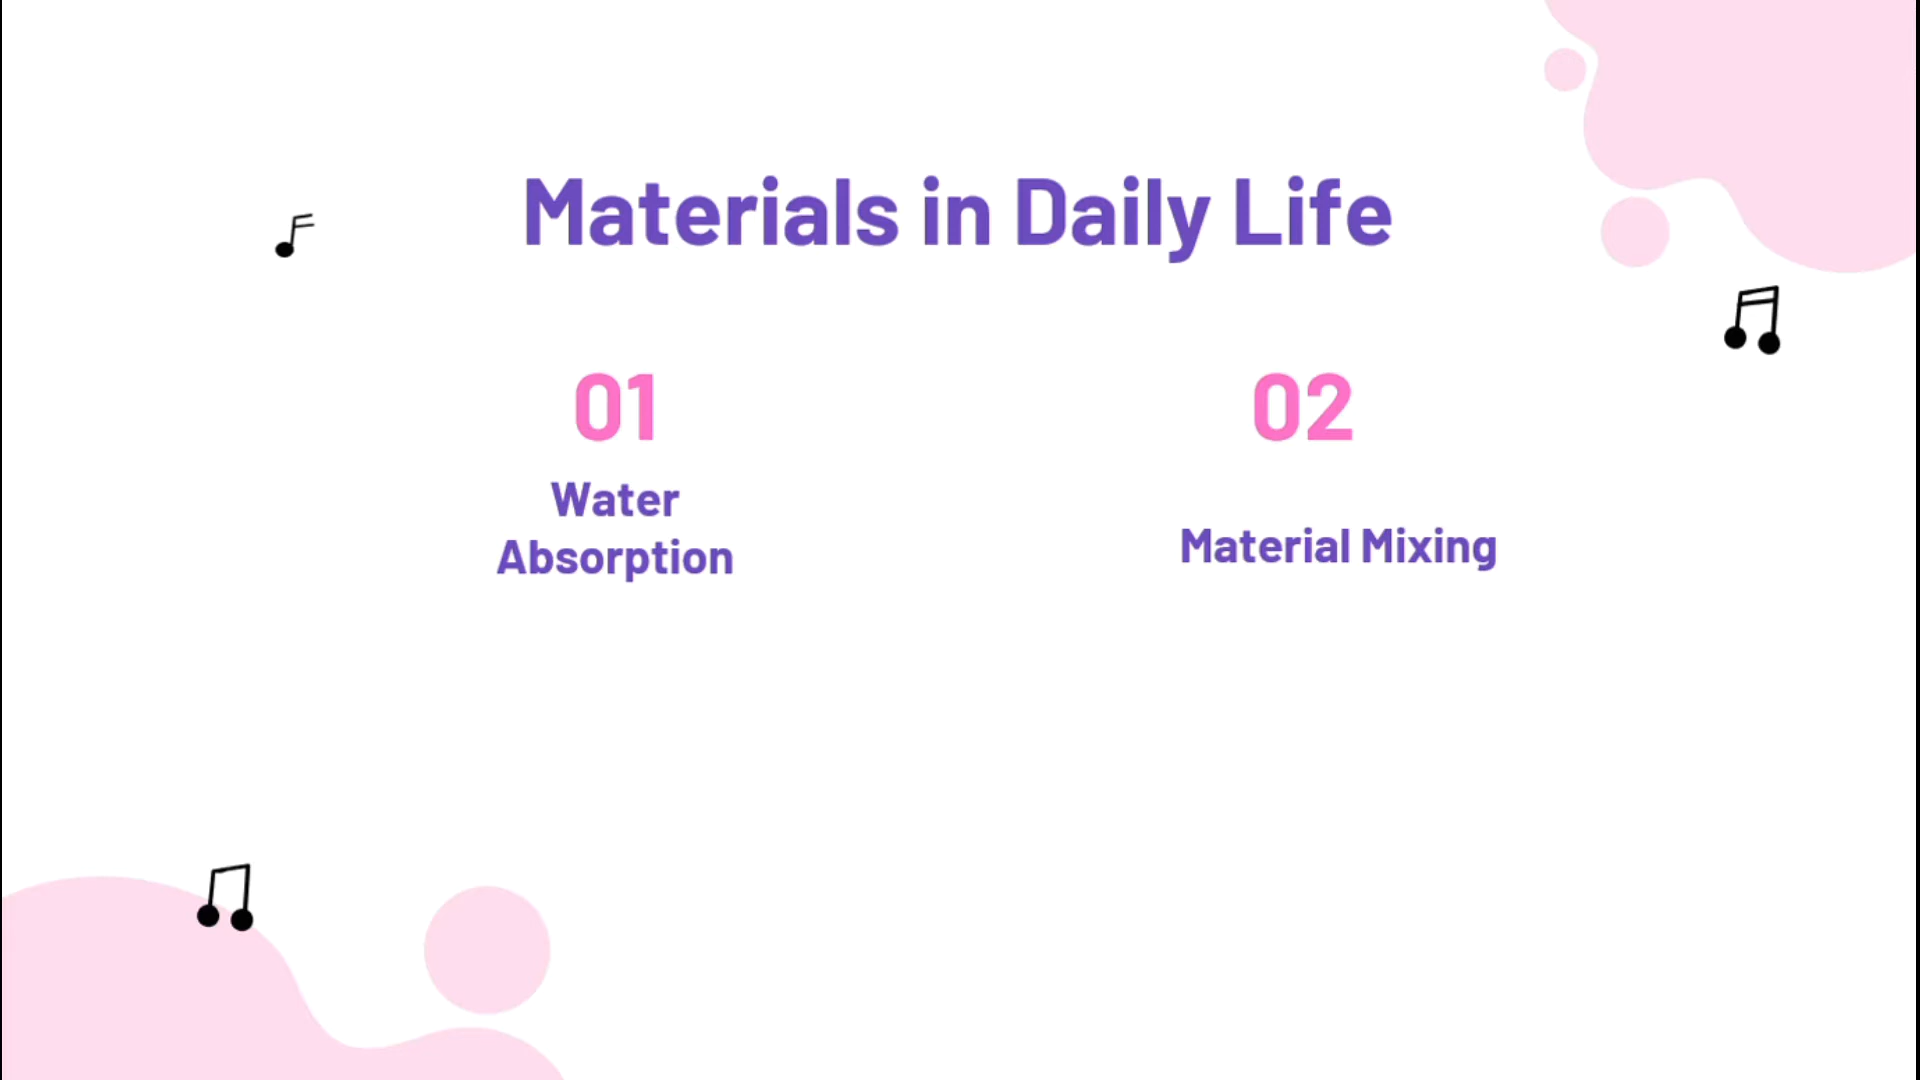 Materials in Daily Life
01
Water
Absorption
02
Material Mixing